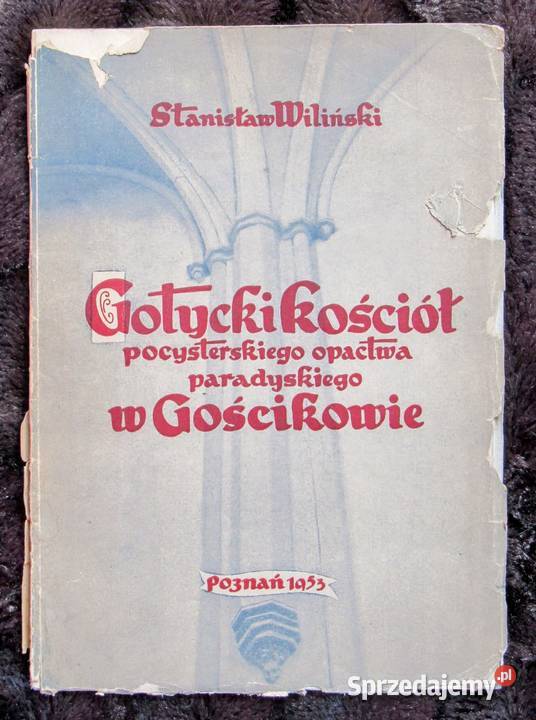 Stanisław Wiliński
Gotycki kościół
pocysterskiego opactwa
paradyskiego
w Gościkowie
Poznań 1953
Sprzedajemy.pl